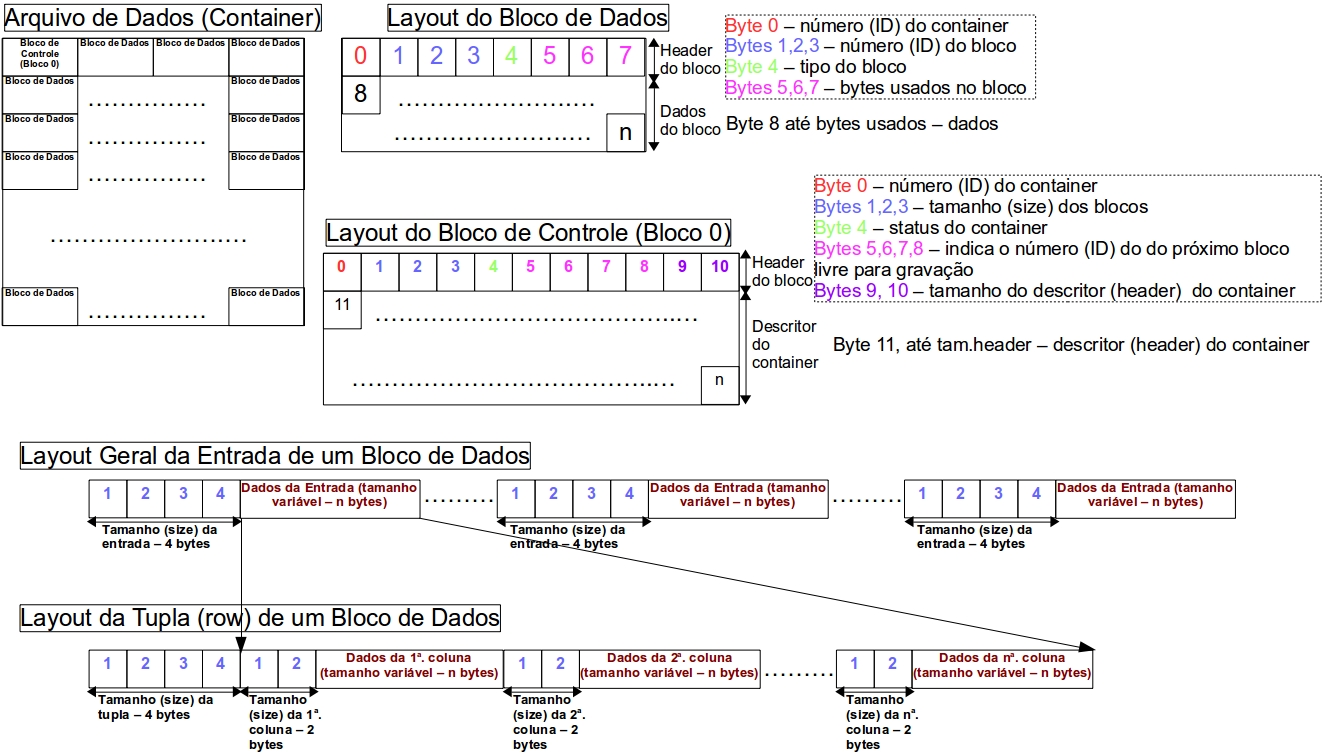 Arquivo de Dados (Container)
Bloco de
Controle
(Bloco 0)
Bloco de Dados
Bloco de Dados
Bloco de Dados
Bloco de Dados
...............
Bloco de Dados
Bloco de Dados
...............
Bloco de Dados
Bloco de Dados
...............
Bloco de Dados
.........................
Bloco de Dados
...............
Bloco de Dados
Layout do Bloco de Dados
0 1 2 3 4 5 6 7
8 .........................
......................... n
Header
do bloco
Dados
do bloco
Byte 0 – número (ID) do container
Bytes 1,2,3 – número (ID) do bloco
Byte 4 – tipo do bloco
Bytes 5,6,7 – bytes usados no bloco
Byte 8 até bytes usados – dados
Layout do Bloco de Controle (Bloco 0)
0 1 2 3 4 5 6 7 8 9 10
11 .........................................
......................................... n
Header
do bloco
Descritor
do
container
Byte 0 – número (ID) do container
Bytes 1,2,3 – tamanho (size) dos blocos
Byte 4 – status do container
Bytes 5,6,7,8 – indica o número (ID) do do próximo bloco
livre para gravação
Bytes 9, 10 – tamanho do descritor (header) do container
Byte 11, até tam.header – descritor (header) do container
Layout Geral da Entrada de um Bloco de Dados
1 2 3 4
Dados da Entrada (tamanho
variável – n bytes)
Tamanho (size) da
entrada – 4 bytes
.........
1 2 3 4
Dados da Entrada (tamanho
variável – n bytes)
Tamanho (size) da
entrada – 4 bytes
.........
1 2 3 4
Dados da Entrada (tamanho
variável – n bytes)
Tamanho (size) da
entrada – 4 bytes
Layout da Tupla (row) de um Bloco de Dados
1 2 3 4
Tamanho (size) da
tupla – 4 bytes
1 2
Tamanho
(size) da 1ª.
coluna – 2
bytes
Dados da 1ª. coluna
(tamanho variável – n bytes)
1 2
Tamanho
(size) da 2ª.
coluna – 2
bytes
Dados da 2ª. coluna
(tamanho variável – n bytes)
.........
1 2
Tamanho
(size) da nª.
coluna – 2
bytes
Dados da nª. coluna
(tamanho variável – n bytes)